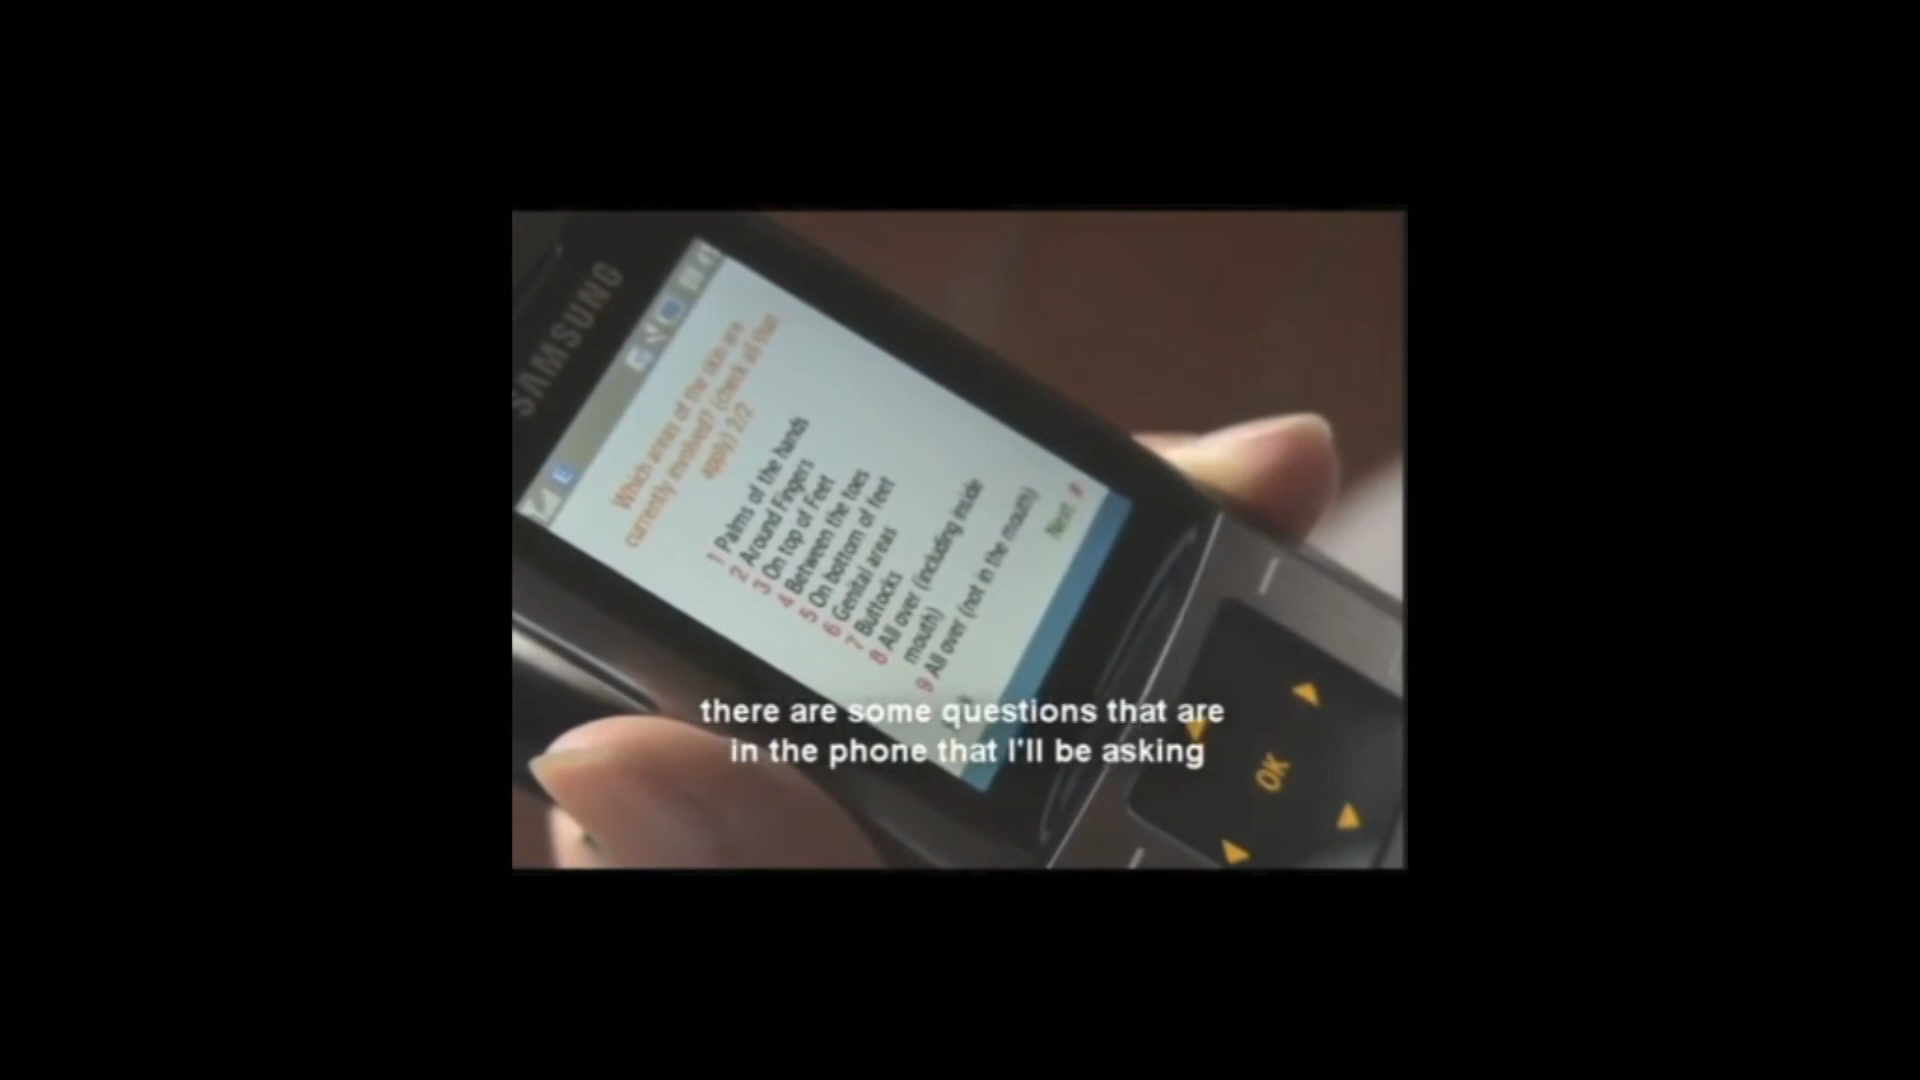 SAMSUNG
E
G
Which areas of the skin are
currently involved? (check all that
apply) 2/2
1 Palms of the hands
2 Around Fingers
3 On top of Feet
4 Between the toes
5 On bottom of feet
6 Genital areas
7 Buttocks
8 All over (including inside
mouth)
9 All over (not in the mouth)
Next #
there are some questions that are
in the phone that I'll be asking
OK